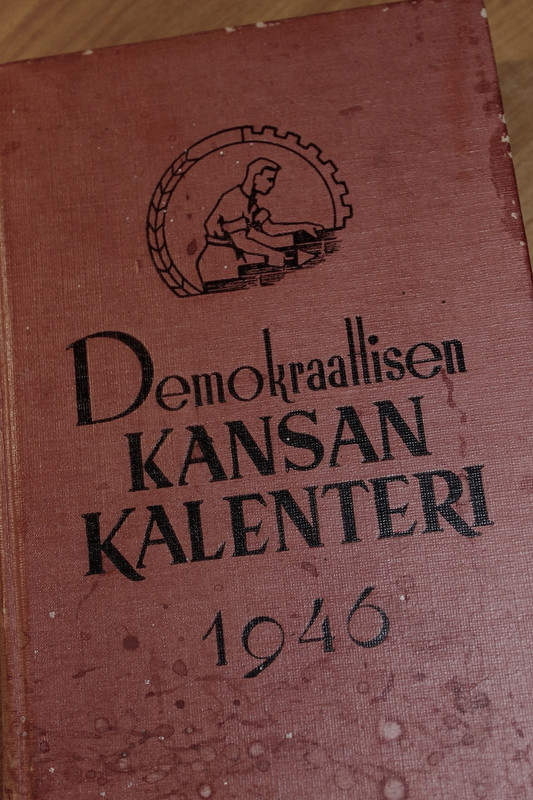 Demokraattisen
KANSAN
KALENTERI
1946